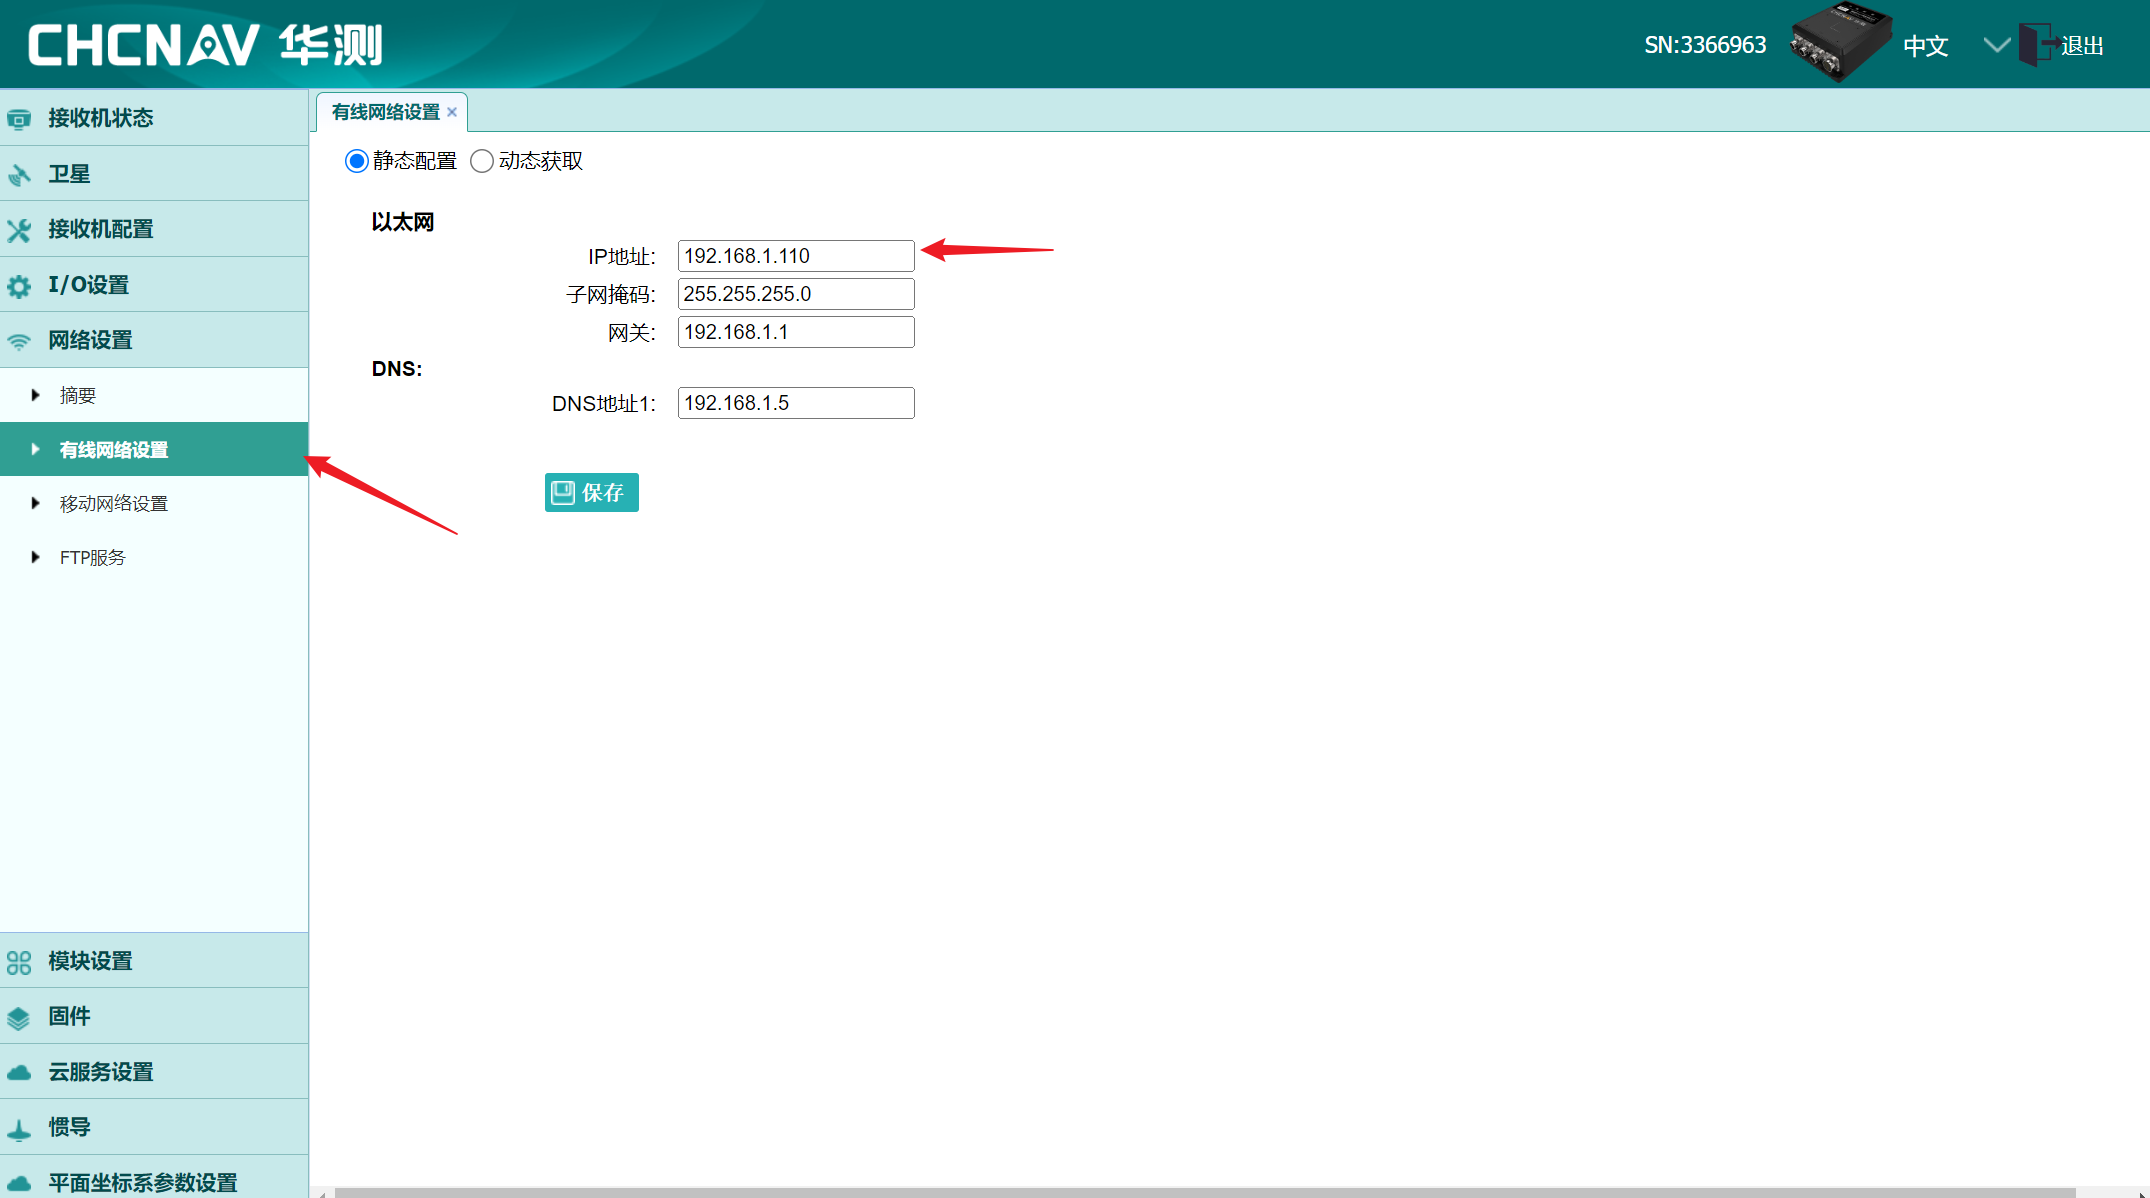 CHCNAV 华测
SN:3366963
中文
退出
接收机状态
卫星
接收机配置
I/O设置
网络设置
摘要
有线网络设置
移动网络设置
FTP服务
模块设置
固件
云服务设置
惯导
平面坐标系参数设置
有线网络设置 ×
静态配置 动态获取
以太网
IP地址: 192.168.1.110
子网掩码: 255.255.255.0
网关: 192.168.1.1
DNS:
DNS地址1: 192.168.1.5
保存